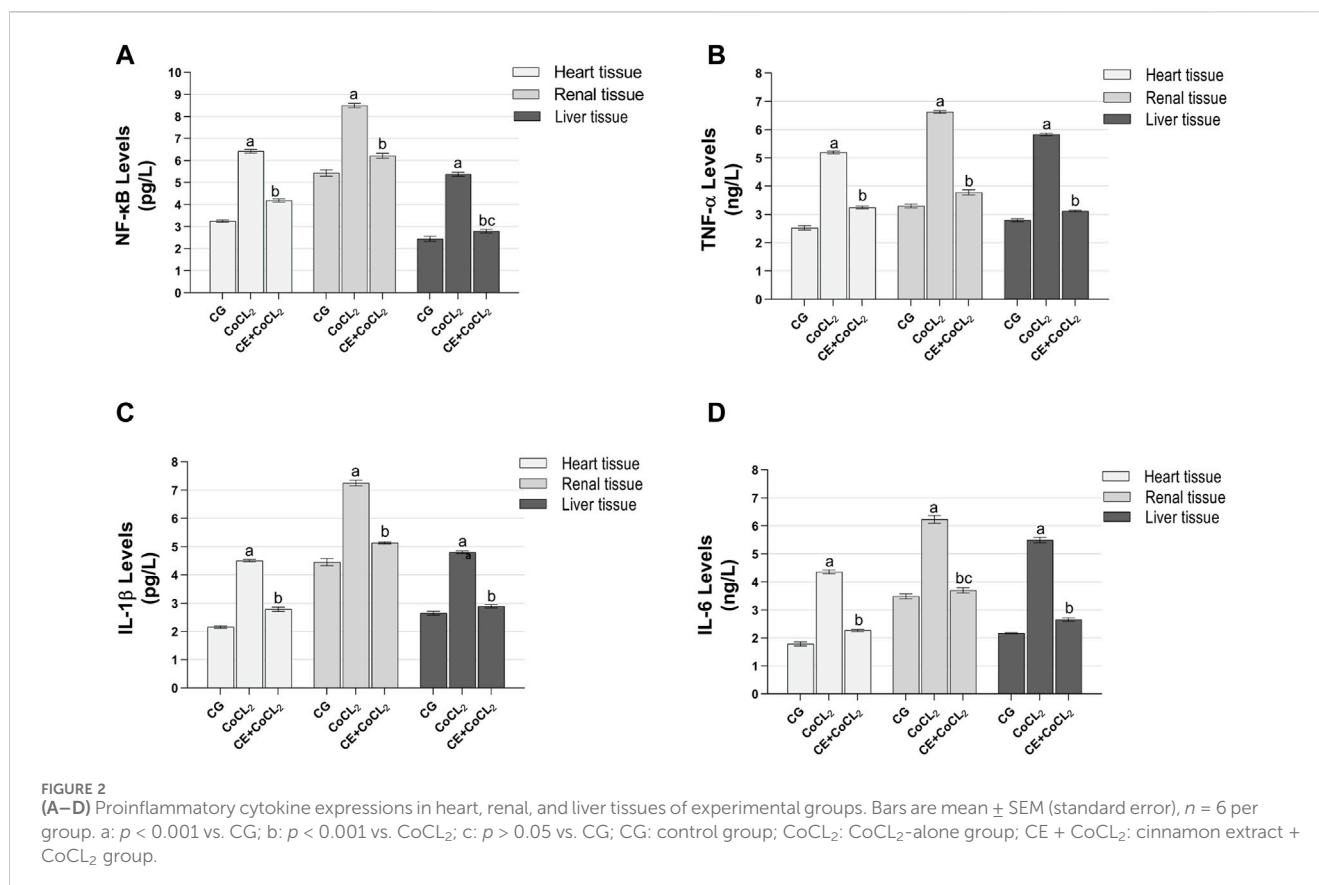 A
Heart tissue
Renal tissue
Liver tissue
NF-κB Levels
(pg/L)
10
9
8
7
6
5
4
3
2
1
0
a
b
a
b
a
bc
CG
CoCL₂
CE+CoCL₂
CG
CoCL₂
CE+CoCL₂
CG
CoCL₂
CE+CoCL₂
B
Heart tissue
Renal tissue
Liver tissue
TNF-α Levels
(ng/L)
8
7
6
5
4
3
2
1
0
a
b
a
b
a
b
CG
CoCL₂
CE+CoCL₂
CG
CoCL₂
CE+CoCL₂
CG
CoCL₂
CE+CoCL₂
C
Heart tissue
Renal tissue
Liver tissue
IL-1β Levels
(pg/L)
8
7
6
5
4
3
2
1
0
a
b
a
b
a
a
b
CG
CoCL₂
CE+CoCL₂
CG
CoCL₂
CE+CoCL₂
CG
CoCL₂
CE+CoCL₂
D
Heart tissue
Renal tissue
Liver tissue
IL-6 Levels
(ng/L)
8
7
6
5
4
3
2
1
0
a
b
a
bc
a
b
CG
CoCL₂
CE+CoCL₂
CG
CoCL₂
CE+CoCL₂
CG
CoCL₂
CE+CoCL₂
FIGURE 2
(A–D) Proinflammatory cytokine expressions in heart, renal, and liver tissues of experimental groups. Bars are mean ± SEM (standard error), n = 6 per
group. a: p < 0.001 vs. CG; b: p < 0.001 vs. CoCL₂; c: p > 0.05 vs. CG; CG: control group; CoCL₂: CoCL₂-alone group; CE + CoCL₂: cinnamon extract +
CoCL₂ group.